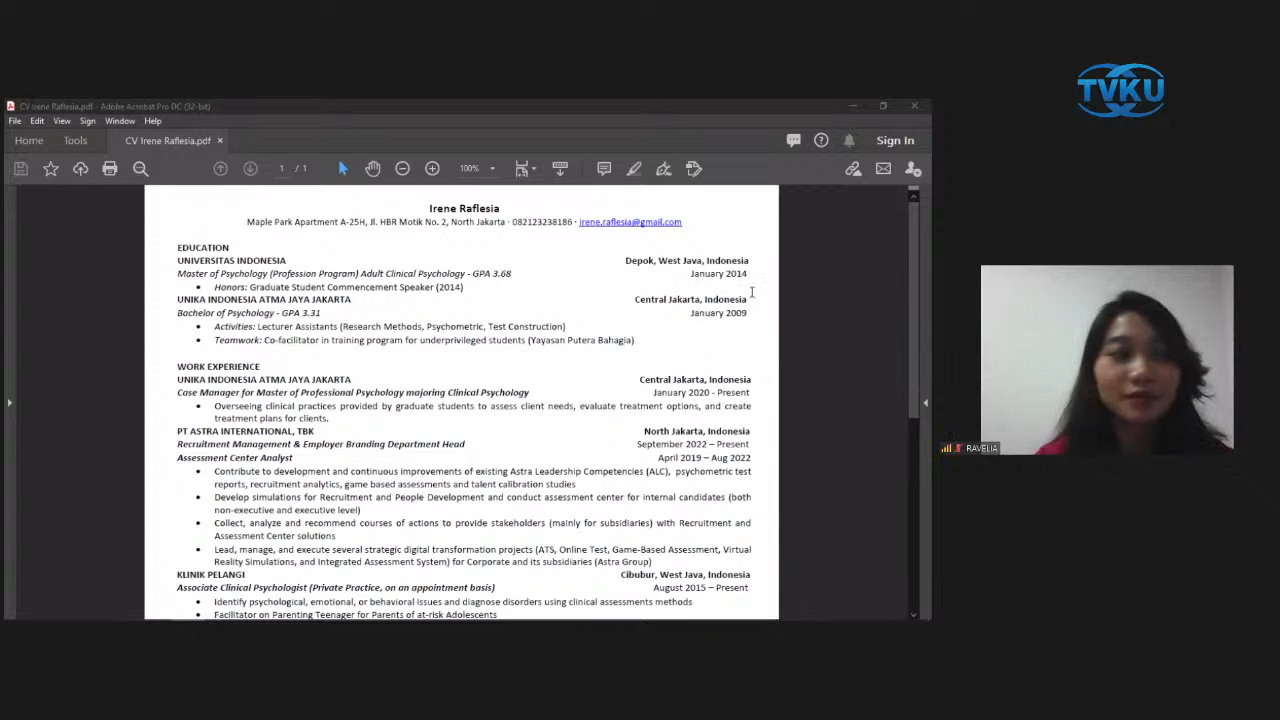 TVKU
CV Irene Raflesia.pdf - Adobe Acrobat Pro DC (32-bit)
File Edit View Sign Window Help
Home Tools CV Irene Raflesia.pdf × Sign In
1 / 1 100%
Irene Raflesia
Maple Park Apartment A-25H, Jl. HBR Motik No. 2, North Jakarta · 082123238186 · irene.raflesia@gmail.com
EDUCATION
UNIVERSITAS INDONESIA Depok, West Java, Indonesia
Master of Psychology (Profession Program) Adult Clinical Psychology - GPA 3.68 January 2014
• Honors: Graduate Student Commencement Speaker (2014)
UNIKA INDONESIA ATMA JAYA JAKARTA Central Jakarta, Indonesia
Bachelor of Psychology - GPA 3.31 January 2009
• Activities: Lecturer Assistants (Research Methods, Psychometric, Test Construction)
• Teamwork: Co-facilitator in training program for underprivileged students (Yayasan Putera Bahagia)
WORK EXPERIENCE
UNIKA INDONESIA ATMA JAYA JAKARTA Central Jakarta, Indonesia
Case Manager for Master of Professional Psychology majoring Clinical Psychology January 2020 - Present
• Overseeing clinical practices provided by graduate students to assess client needs, evaluate treatment options, and create
treatment plans for clients.
PT ASTRA INTERNATIONAL, TBK North Jakarta, Indonesia
Recruitment Management & Employer Branding Department Head September 2022 – Present
Assessment Center Analyst April 2019 – Aug 2022
• Contribute to development and continuous improvements of existing Astra Leadership Competencies (ALC), psychometric test
reports, recruitment analytics, game based assessments and talent calibration studies
• Develop simulations for Recruitment and People Development and conduct assessment center for internal candidates (both
non-executive and executive level)
• Collect, analyze and recommend courses of actions to provide stakeholders (mainly for subsidiaries) with Recruitment and
Assessment Center solutions
• Lead, manage, and execute several strategic digital transformation projects (ATS, Online Test, Game-Based Assessment, Virtual
Reality Simulations, and Integrated Assessment System) for Corporate and its subsidiaries (Astra Group)
KLINIK PELANGI Cibubur, West Java, Indonesia
Associate Clinical Psychologist (Private Practice, on an appointment basis) August 2015 – Present
• Identify psychological, emotional, or behavioral issues and diagnose disorders using clinical assessments methods
• Facilitator on Parenting Teenager for Parents of at-risk Adolescents
RAVELIA